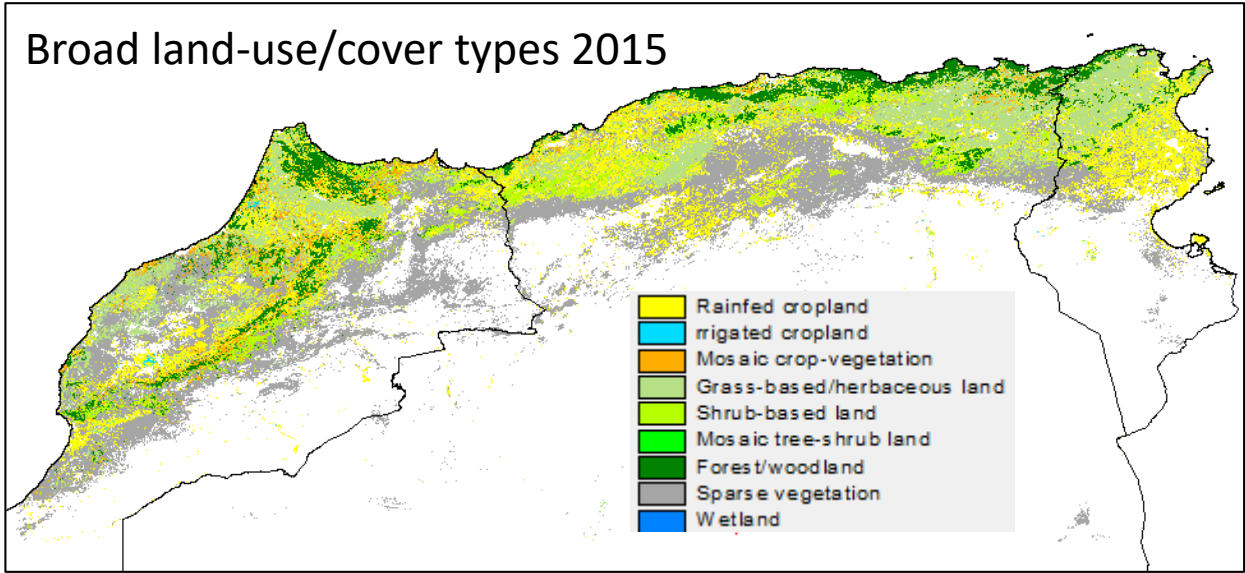 Broad land-use/cover types 2015
Rainfed cropland
rrigated cropland
Mosaic crop-vegetation
Grass-based/herbaceous land
Shrub-based land
Mosaic tree-shrub land
Forest/woodland
Sparse vegetation
Wetland